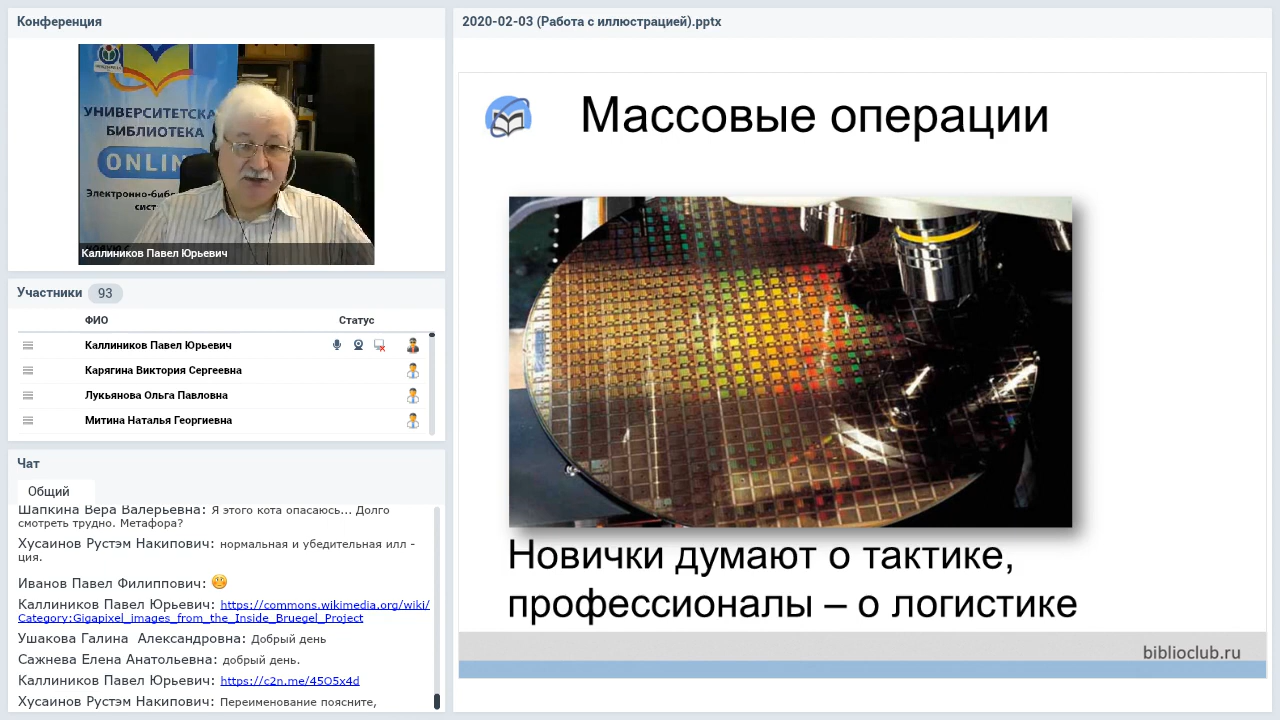 Конференция
УНИВЕРСИТЕТСКА
БИБЛИОТЕКА
ONLIN
Каллиников Павел Юрьевич
Участники 93
ФИО Статус
Каллиников Павел Юрьевич
Карягина Виктория Сергеевна
Лукьянова Ольга Павловна
Митина Наталья Георгиевна
Чат
Общий
Шапкина Вера Валерьевна: Я этого кота опасаюсь... Долго
смотреть трудно. Метафора?
Хусаинов Рустэм Накипович: нормальная и убедительная илл -
ция.
Иванов Павел Филиппович:
Каллиников Павел Юрьевич: https://commons.wikimedia.org/wiki/
Category:Gigapixel_images_from_the_Inside_Bruegel_Project
Ушакова Галина Александровна: Добрый день
Сажнева Елена Анатольевна: добрый день.
Каллиников Павел Юрьевич: https://c2n.me/45O5x4d
Хусаинов Рустэм Накипович: Переименование поясните,
2020-02-03 (Работа с иллюстрацией).pptx
Массовые операции
Новички думают о тактике,
профессионалы – о логистике
biblioclub.ru